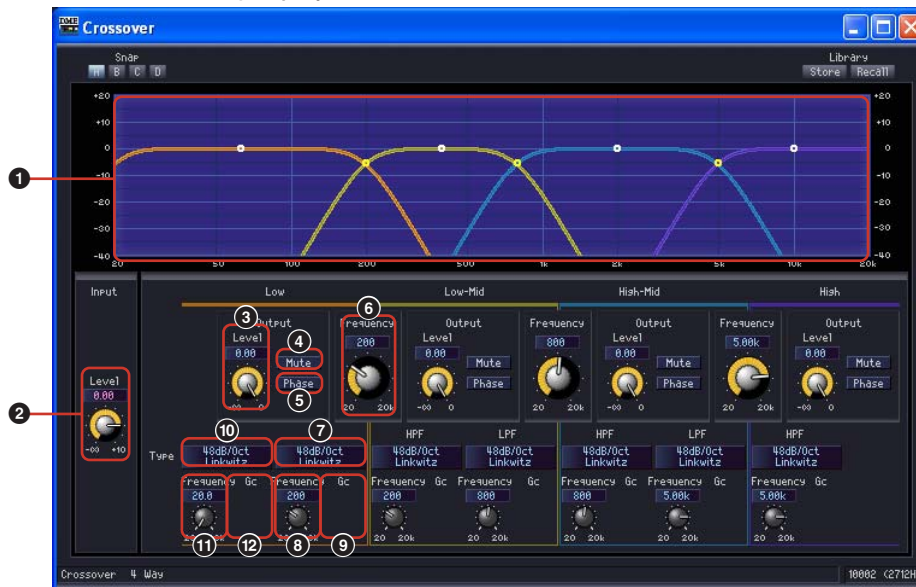 DME Crossover
Snap
A B C D
Library
Store Recall
+20 +20
+10 +10
0 0
-10 -10
-20 -20
-30 -30
-40 -40
20 50 100 200 500 1k 2k 5k 10k 20k
1
2
Input
Level
0.00
-∞ +10
Low Low-Mid High-Mid High
3 4 5 6
Output Frequency Output Frequency Output Frequency Output
Level 200 Level 800 Level 5.00k Level
0.00 0.00 0.00 0.00
Mute Mute Mute Mute
Phase Phase Phase Phase
-∞ 0 20 20k -∞ 0 20 20k -∞ 0 20 20k -∞ 0
10 7
HPF LPF HPF LPF HPF
Type 48dB/Oct 48dB/Oct 48dB/Oct 48dB/Oct 48dB/Oct 48dB/Oct 48dB/Oct
Linkwitz Linkwitz Linkwitz Linkwitz Linkwitz Linkwitz Linkwitz
Frequency Gc Frequency Gc Frequency Gc Frequency Gc Frequency Gc Frequency Gc Frequency Gc
20.0 200 200 800 800 5.00k 5.00k
20 20k 20 20k 20 20k 20 20k 20 20k 20 20k
11 12 8 9
Crossover 4 Way
10002 (2712H